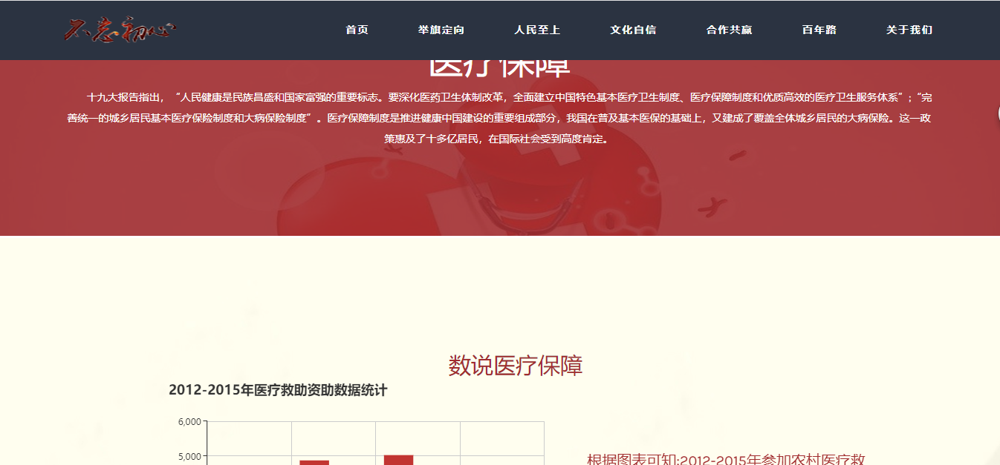 不忘初心
首页 举旗定向 人民至上 文化自信 合作共赢 百年路 关于我们
医疗保障
十九大报告指出，“人民健康是民族昌盛和国家富强的重要标志。要深化医药卫生体制改革，全面建立中国特色基本医疗卫生制度、医疗保障制度和优质高效的医疗卫生服务体系”；“完
善统一的城乡居民基本医疗保险制度和大病保险制度”。医疗保障制度是推进健康中国建设的重要组成部分，我国在普及基本医保的基础上，又建成了覆盖全体城乡居民的大病保险。这一政
策惠及了十多亿居民，在国际社会受到高度肯定。
数说医疗保障
2012-2015年医疗救助资助数据统计
6,000
5,000
根据图表可知:2012-2015年参加农村医疗救